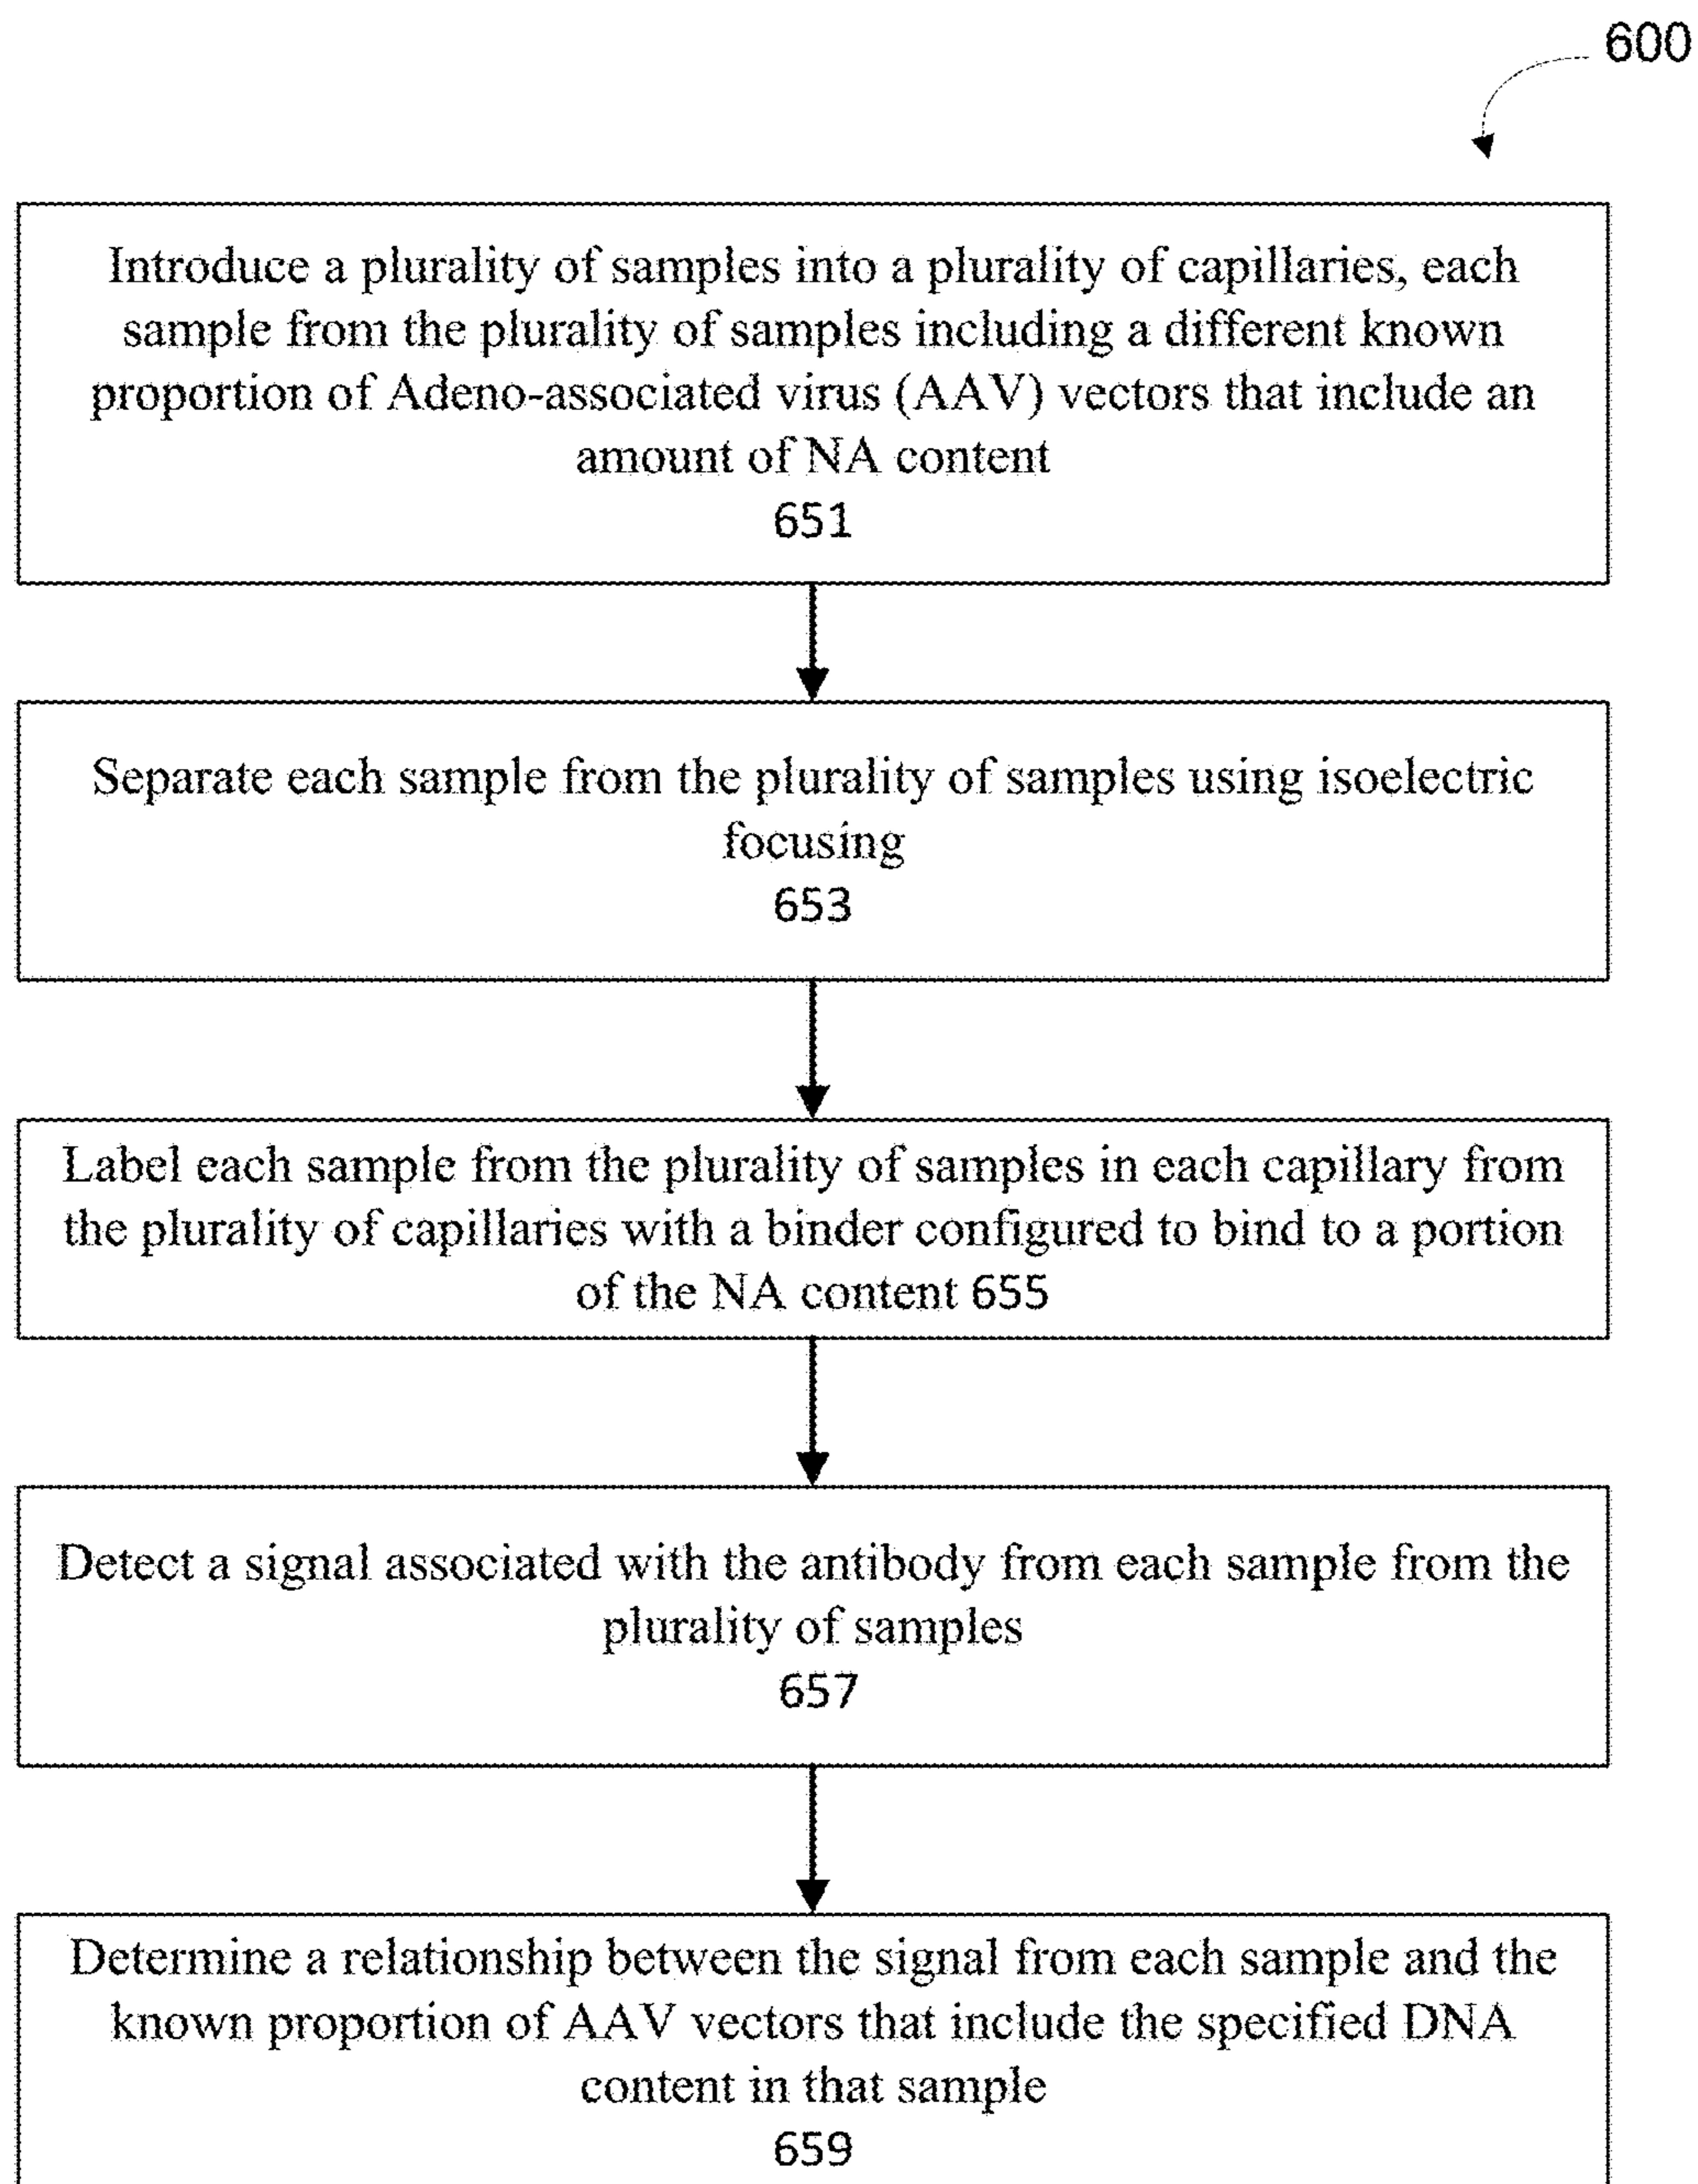 600
Introduce a plurality of samples into a plurality of capillaries, each
sample from the plurality of samples including a different known
proportion of Adeno-associated virus (AAV) vectors that include an
amount of NA content
651
Separate each sample from the plurality of samples using isoelectric
focusing
653
Label each sample from the plurality of samples in each capillary from
the plurality of capillaries with a binder configured to bind to a portion
of the NA content 655
Detect a signal associated with the antibody from each sample from the
plurality of samples
657
Determine a relationship between the signal from each sample and the
known proportion of AAV vectors that include the specified DNA
content in that sample
659